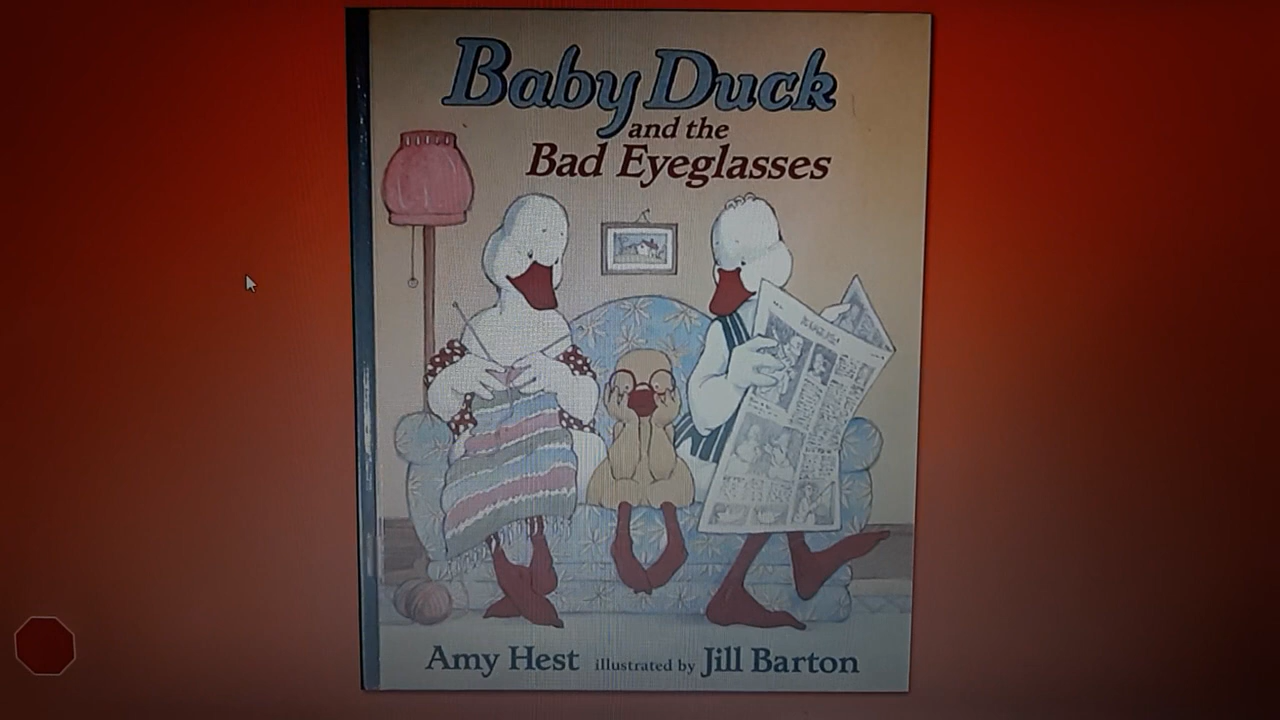 Baby Duck
and the
Bad Eyeglasses
Amy Hest illustrated by Jill Barton